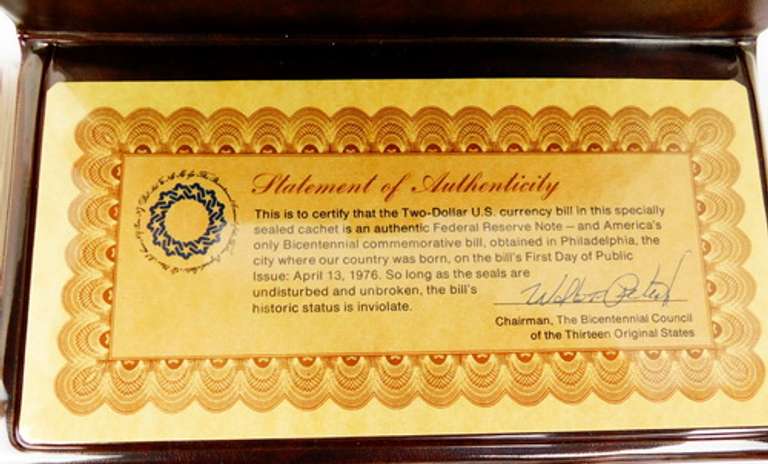 Statement of Authenticity
This is to certify that the Two-Dollar U.S. currency bill in this specially
sealed cachet is an authentic Federal Reserve Note — and America's
only Bicentennial commemorative bill, obtained in Philadelphia, the
city where our country was born, on the bill's First Day of Public
Issue: April 13, 1976. So long as the seals are
undisturbed and unbroken, the bill's
historic status is inviolate.
Chairman, The Bicentennial Council
of the Thirteen Original States